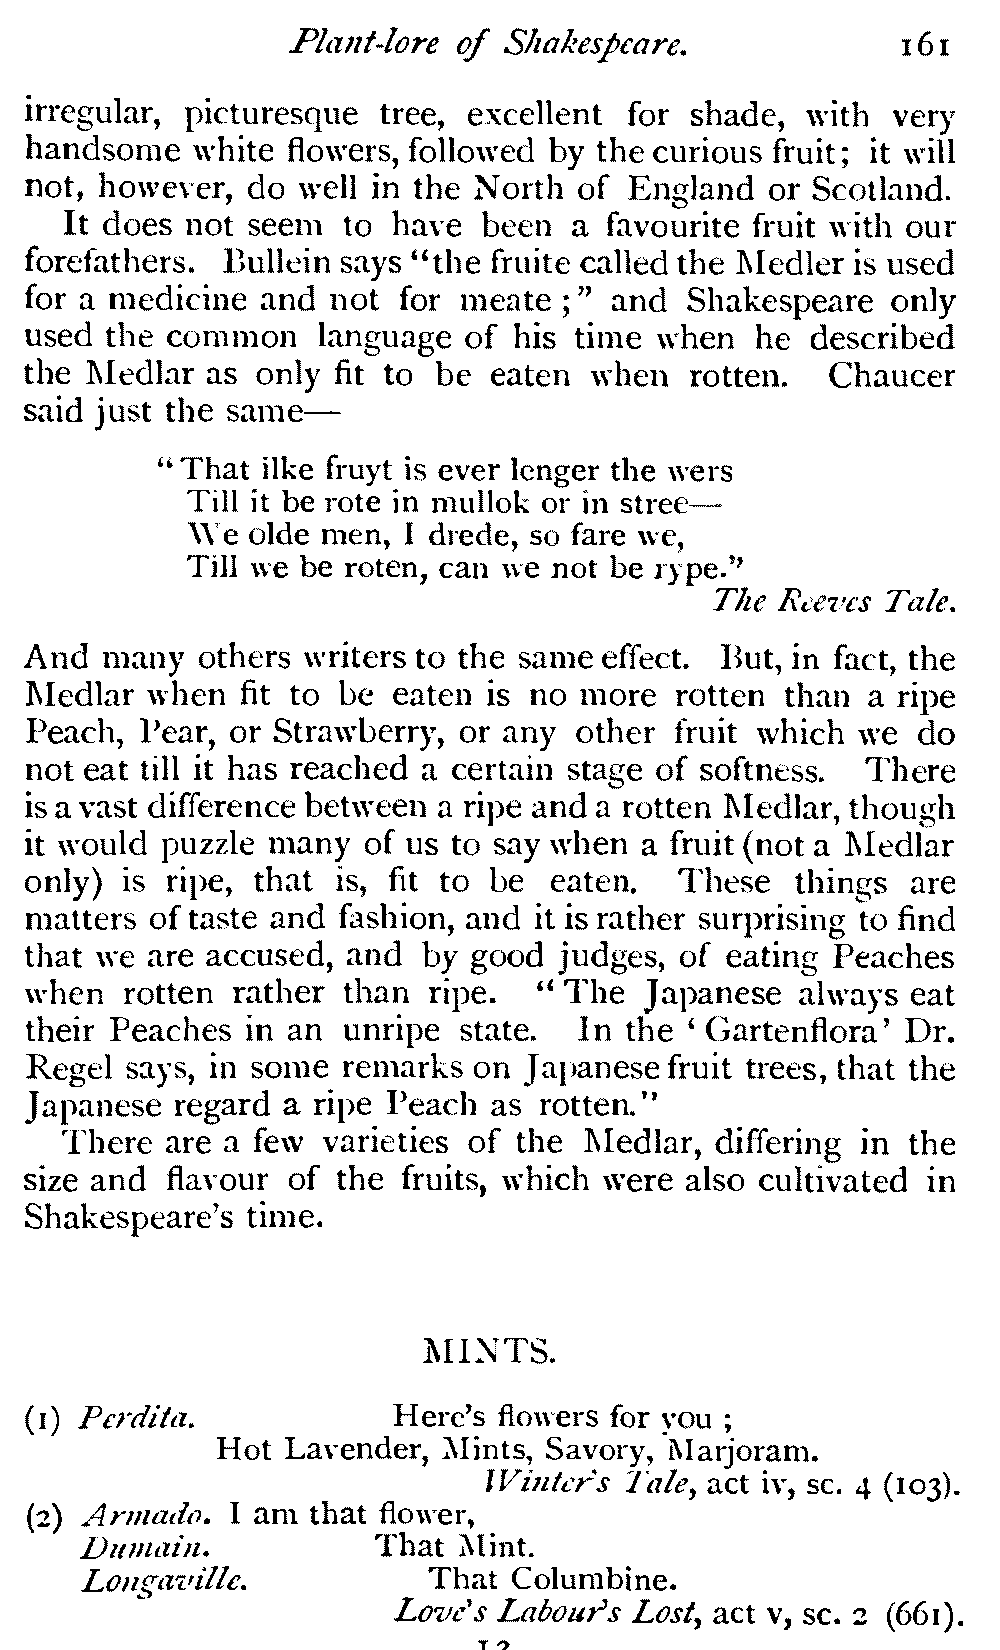 Plant-lore of Shakespeare. 161
irregular, picturesque tree, excellent for shade, with very
handsome white flowers, followed by the curious fruit; it will
not, however, do well in the North of England or Scotland.
It does not seem to have been a favourite fruit with our
forefathers. Bullein says “the fruite called the Medler is used
for a medicine and not for meate ;” and Shakespeare only
used the common language of his time when he described
the Medlar as only fit to be eaten when rotten. Chaucer
said just the same—
“That ilke fruyt is ever lenger the wers
Till it be rote in mullok or in stree—
We olde men, I drede, so fare we,
Till we be roten, can we not be rype.”
The Reeves Tale.
And many others writers to the same effect. But, in fact, the
Medlar when fit to be eaten is no more rotten than a ripe
Peach, Pear, or Strawberry, or any other fruit which we do
not eat till it has reached a certain stage of softness. There
is a vast difference between a ripe and a rotten Medlar, though
it would puzzle many of us to say when a fruit (not a Medlar
only) is ripe, that is, fit to be eaten. These things are
matters of taste and fashion, and it is rather surprising to find
that we are accused, and by good judges, of eating Peaches
when rotten rather than ripe. “The Japanese always eat
their Peaches in an unripe state. In the ‘Gartenflora’ Dr.
Regel says, in some remarks on Japanese fruit trees, that the
Japanese regard a ripe Peach as rotten.”
There are a few varieties of the Medlar, differing in the
size and flavour of the fruits, which were also cultivated in
Shakespeare's time.
MINTS.
(1) Perdita. Here's flowers for you ;
Hot Lavender, Mints, Savory, Marjoram.
Winter's Tale, act iv, sc. 4 (103).
(2) Armado. I am that flower,
Dumain. That Mint.
Longaville. That Columbine.
Love's Labour's Lost, act v, sc. 2 (661).